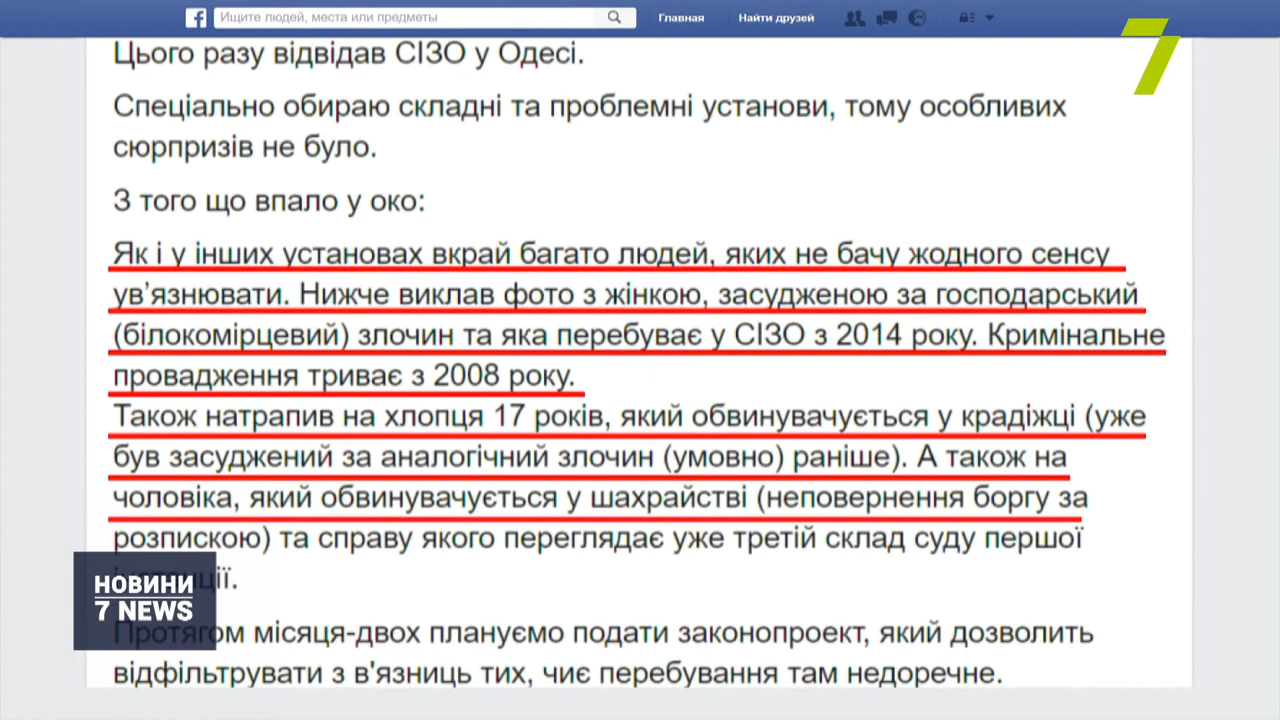 Ищите людей, места или предметы
Главная
Найти друзей
7
Цього разу відвідав СІЗО у Одесі.
Спеціально обираю складні та проблемні установи, тому особливих
сюрпризів не було.
З того що впало у око:
Як і у інших установах вкрай багато людей, яких не бачу жодного сенсу
ув’язнювати. Нижче виклав фото з жінкою, засудженою за господарський
(білокомірцевий) злочин та яка перебуває у СІЗО з 2014 року. Кримінальне
провадження триває з 2008 року.
Також натрапив на хлопця 17 років, який обвинувачується у крадіжці (уже
був засуджений за аналогічний злочин (умовно) раніше). А також на
чоловіка, який обвинувачується у шахрайстві (неповернення боргу за
розпискою) та справу якого переглядає уже третій склад суду першої
інстанції.
Протягом місяця-двох плануємо подати законопроект, який дозволить
відфільтрувати з в'язниць тих, чиє перебування там недоречне.
НОВИНИ
7 NEWS